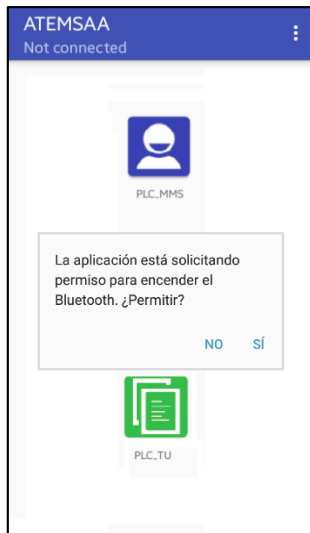 ATEMSAA
Not connected
PLC_MMS
La aplicación está solicitando
permiso para encender el
Bluetooth. ¿Permitir?
NO SÍ
PLC_TU